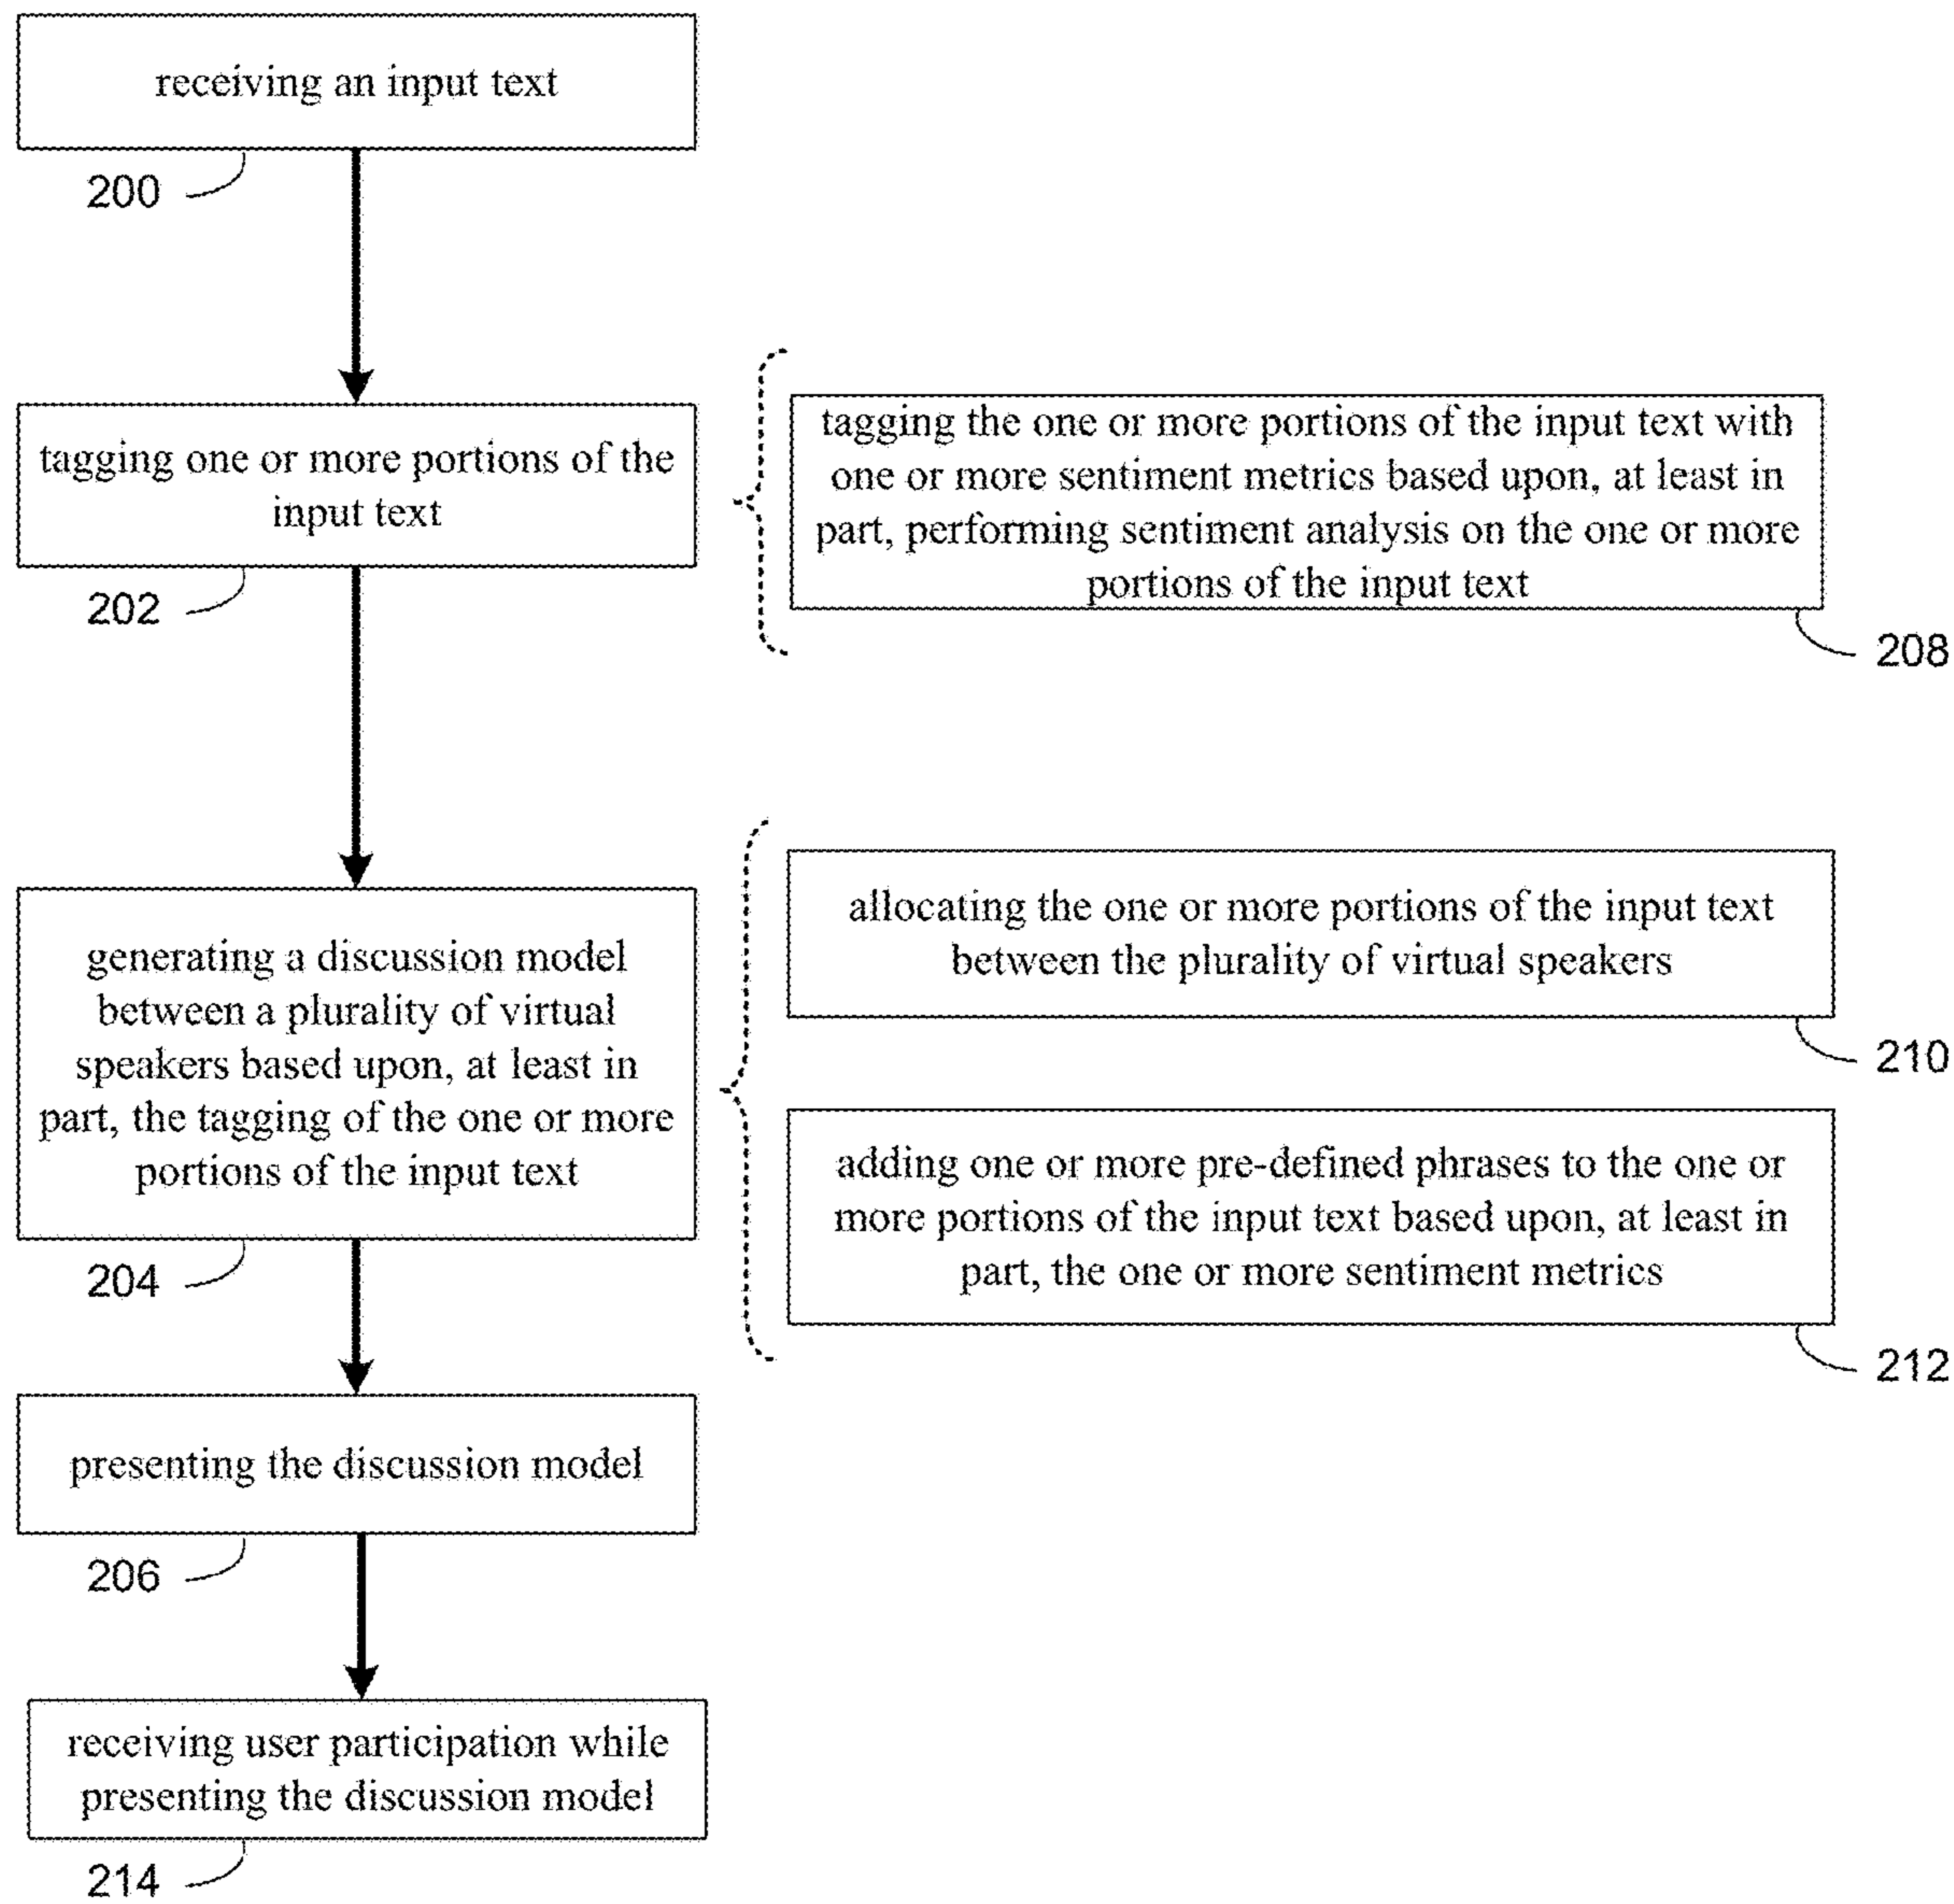 receiving an input text
200
tagging one or more portions of the
input text
202
tagging the one or more portions of the input text with
one or more sentiment metrics based upon, at least in
part, performing sentiment analysis on the one or more
portions of the input text
208
generating a discussion model
between a plurality of virtual
speakers based upon, at least in
part, the tagging of the one or more
portions of the input text
204
allocating the one or more portions of the input text
between the plurality of virtual speakers
210
adding one or more pre-defined phrases to the one or
more portions of the input text based upon, at least in
part, the one or more sentiment metrics
212
presenting the discussion model
206
receiving user participation while
presenting the discussion model
214